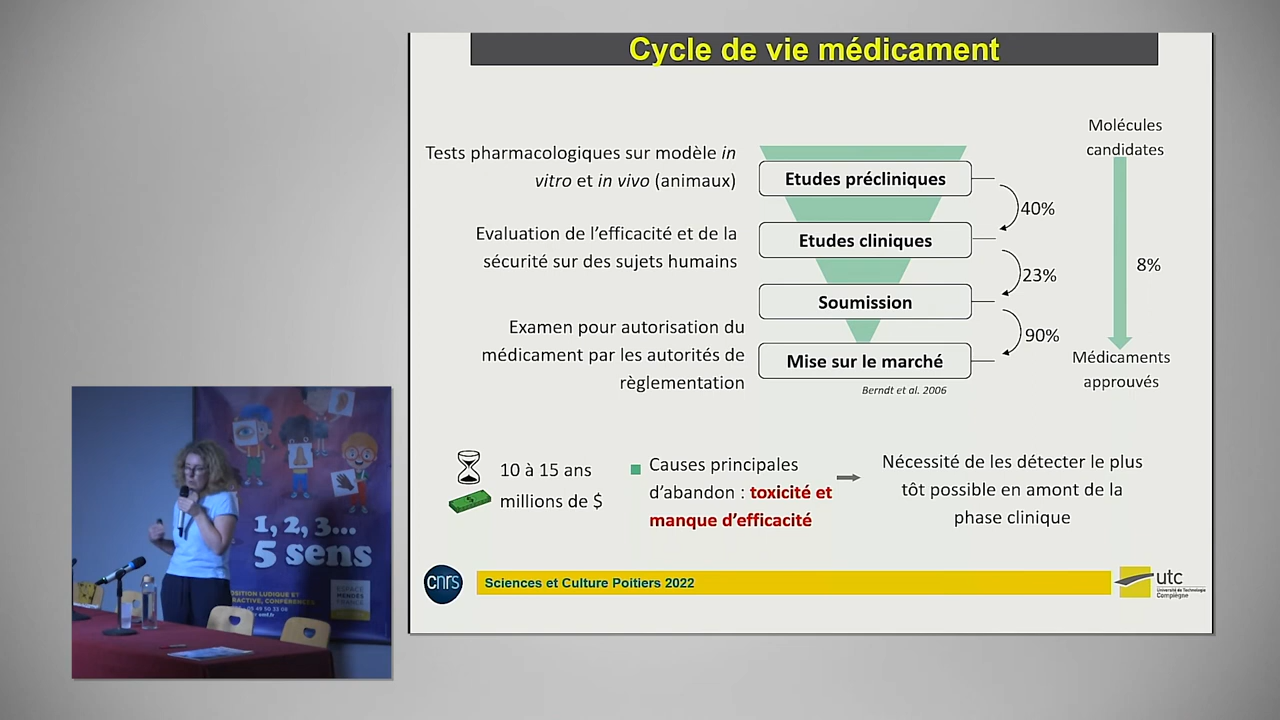 Cycle de vie médicament
Molécules
candidates
Tests pharmacologiques sur modèle in
vitro et in vivo (animaux)
Etudes précliniques
40%
Evaluation de l'efficacité et de la
sécurité sur des sujets humains
Etudes cliniques
23%
8%
Soumission
Examen pour autorisation du
médicament par les autorités de
règlementation
90%
Mise sur le marché
Médicaments
approuvés
Berndt et al. 2006
10 à 15 ans
millions de $
Causes principales
d'abandon : toxicité et
manque d'efficacité
Nécessité de les détecter le plus
tôt possible en amont de la
phase clinique
cnrs
Sciences et Culture Poitiers 2022
utc
Université de Technologie
Compiègne
1, 2, 3...
5 sens
ESPACE
MENDÈS
FRANCE